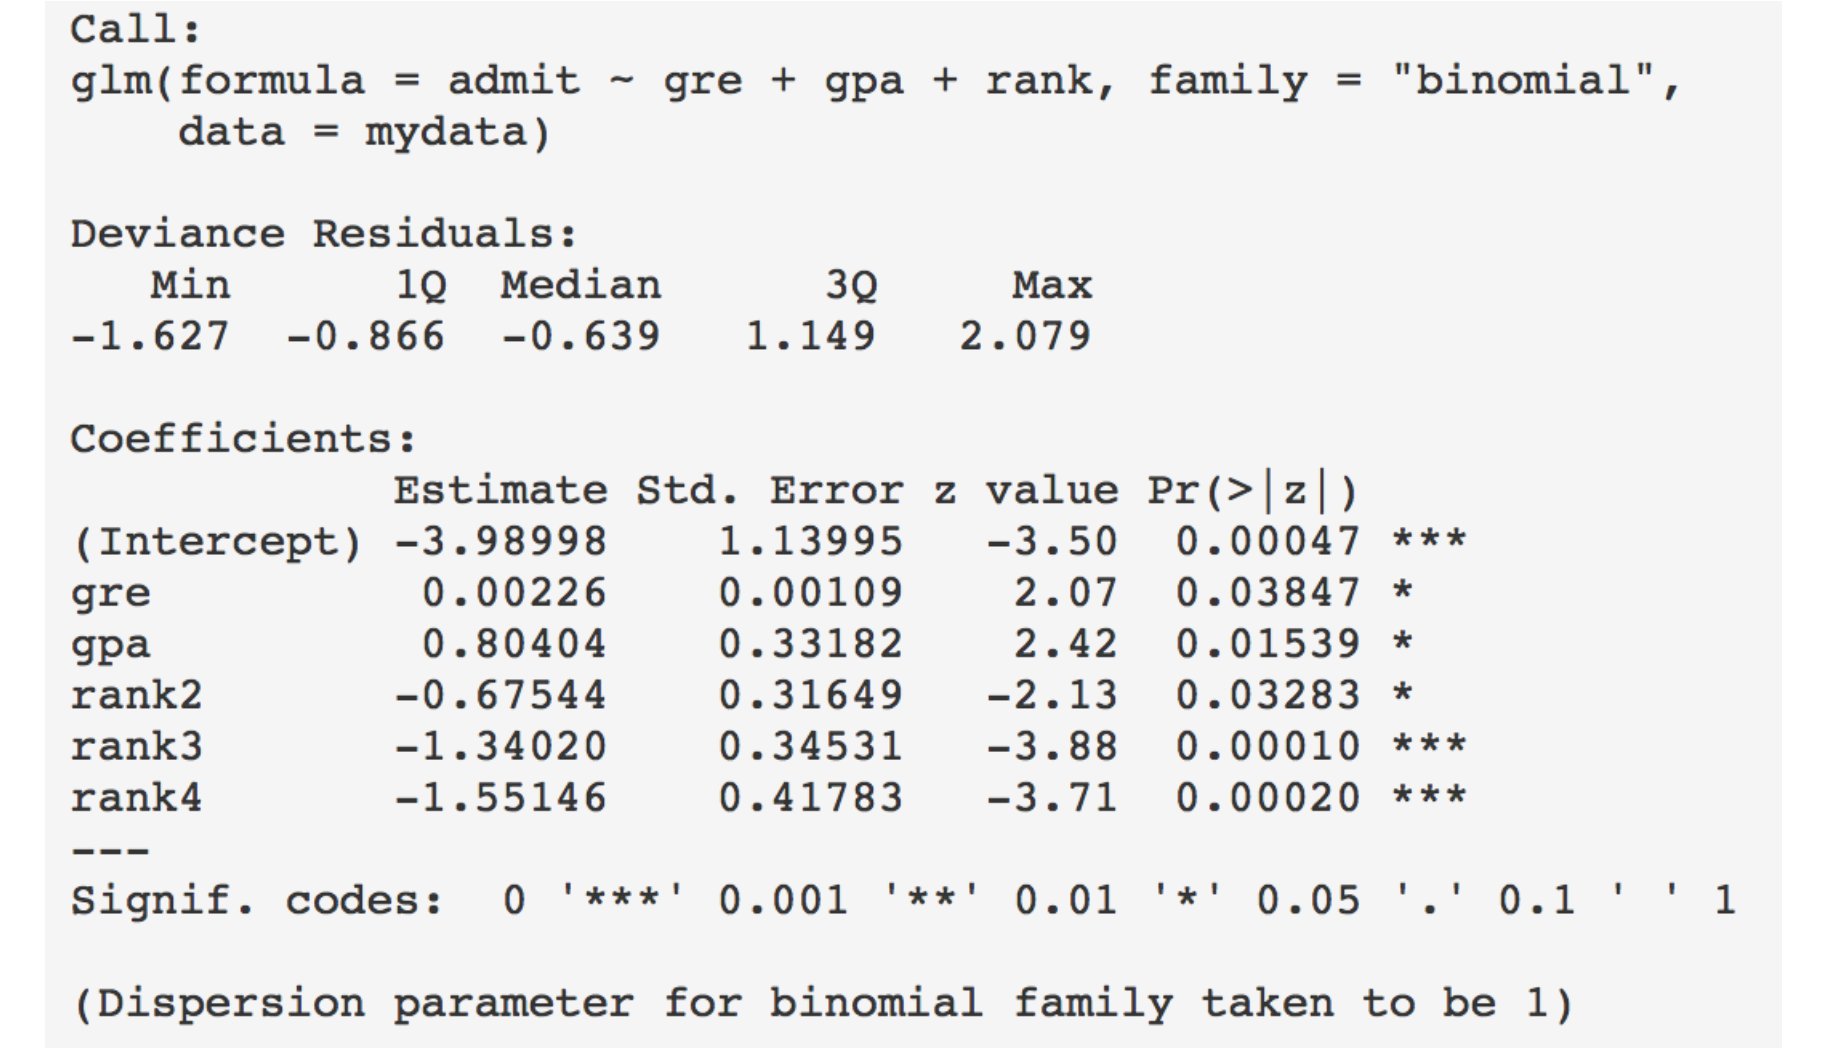 Call:
glm(formula = admit ~ gre + gpa + rank, family = "binomial",
    data = mydata)
Deviance Residuals:
   Min      1Q  Median      3Q     Max
-1.627  -0.866  -0.639   1.149   2.079
Coefficients:
            Estimate Std. Error z value Pr(>|z|)
(Intercept) -3.98998    1.13995   -3.50  0.00047 ***
gre          0.00226    0.00109    2.07  0.03847 *
gpa          0.80404    0.33182    2.42  0.01539 *
rank2       -0.67544    0.31649   -2.13  0.03283 *
rank3       -1.34020    0.34531   -3.88  0.00010 ***
rank4       -1.55146    0.41783   -3.71  0.00020 ***
---
Signif. codes:  0 '***' 0.001 '**' 0.01 '*' 0.05 '.' 0.1 ' ' 1
(Dispersion parameter for binomial family taken to be 1)